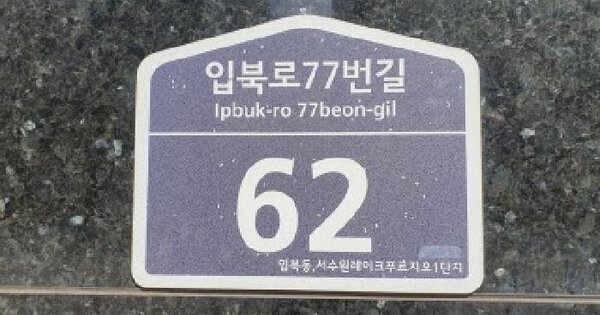 입북로77번길
Ipbuk-ro 77beon-gil
62
입북동,서수원레이크푸르지오1단지